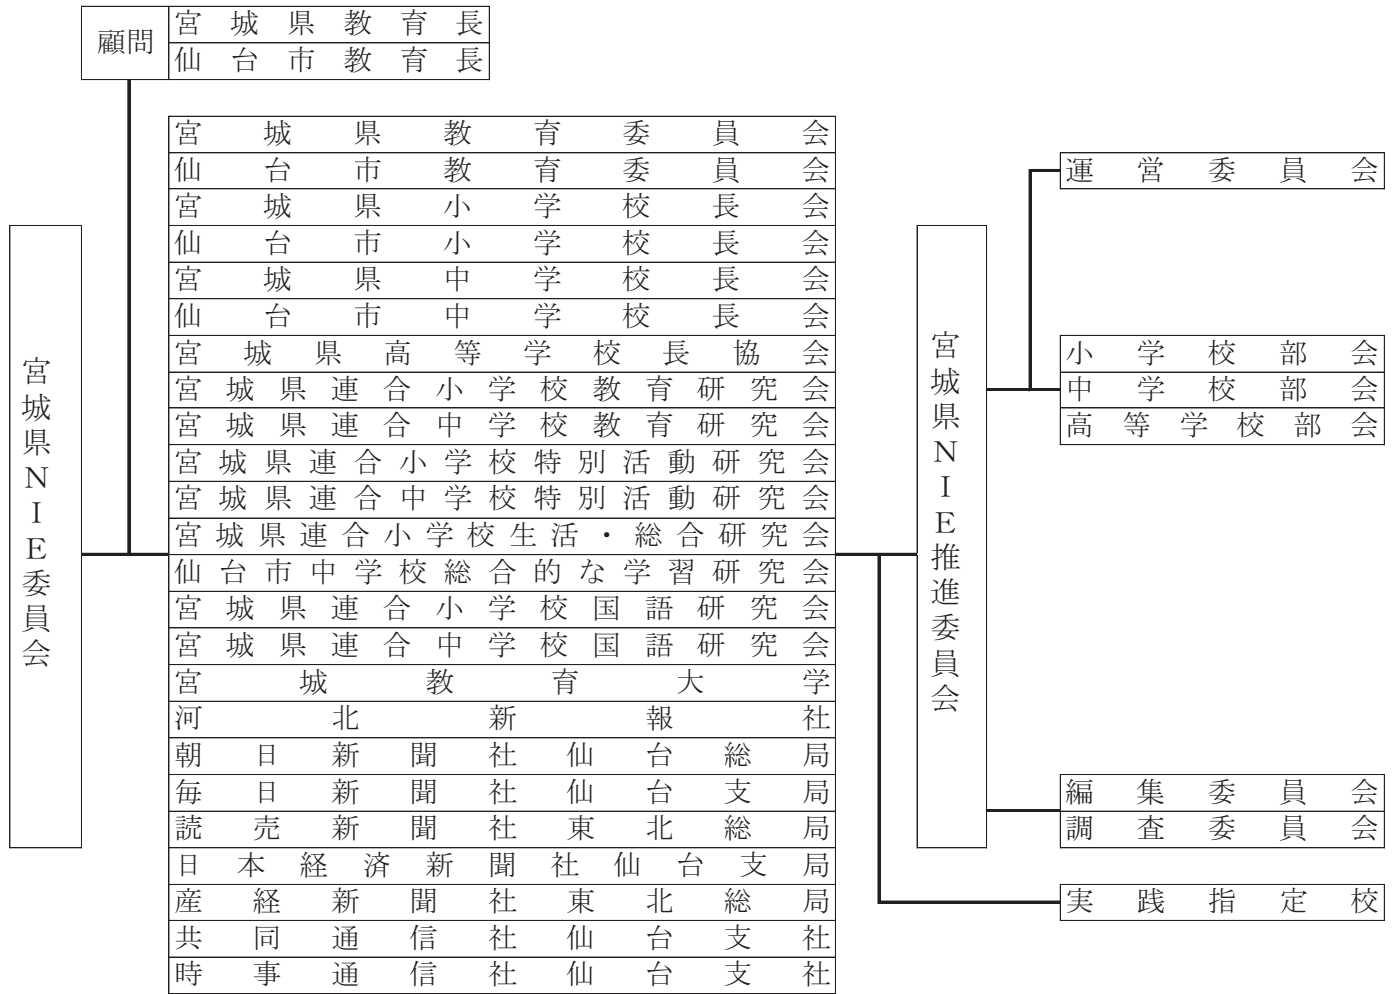 顧問
宮城県教育長
仙台市教育長
宮城県NIE委員会
宮城県教育委員会
仙台市教育委員会
宮城県小学校長会
仙台市小学校長会
宮城県中学校長会
仙台市中学校長会
宮城県高等学校長協会
宮城県連合小学校教育研究会
宮城県連合中学校教育研究会
宮城県連合小学校特別活動研究会
宮城県連合中学校特別活動研究会
宮城県連合小学校生活・総合研究会
仙台市中学校総合的な学習研究会
宮城県連合小学校国語研究会
宮城県連合中学校国語研究会
宮城教育大学
河北新報社
朝日新聞社仙台総局
毎日新聞社仙台支局
読売新聞社東北総局
日本経済新聞社仙台支局
産経新聞社東北総局
共同通信社仙台支社
時事通信社仙台支社
宮城県NIE推進委員会
運営委員会
小学校部会
中学校部会
高等学校部会
編集委員会
調査委員会
実践指定校